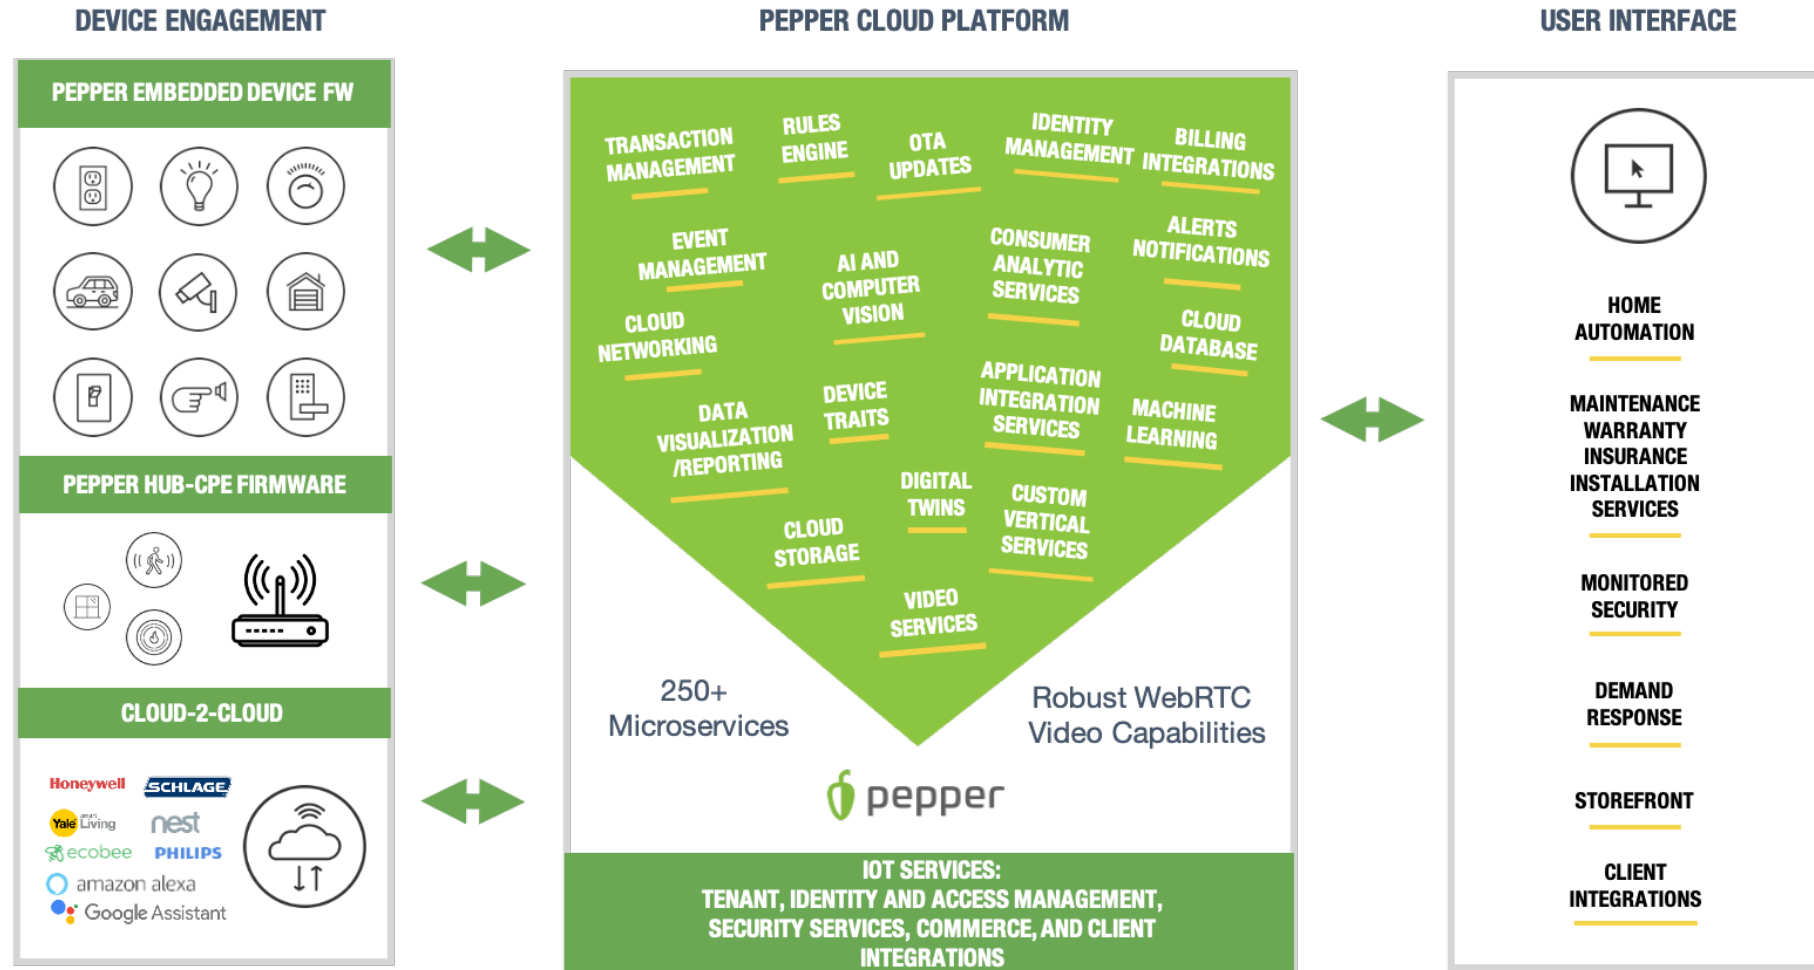 DEVICE ENGAGEMENT
PEPPER EMBEDDED DEVICE FW
PEPPER HUB-CPE FIRMWARE
CLOUD-2-CLOUD
Honeywell
SCHLAGE
Yale
smart
Living
nest
ecobee
PHILIPS
amazon alexa
Google Assistant
PEPPER CLOUD PLATFORM
TRANSACTION
MANAGEMENT
RULES
ENGINE
OTA
UPDATES
IDENTITY
MANAGEMENT
BILLING
INTEGRATIONS
EVENT
MANAGEMENT
AI AND
COMPUTER
VISION
CONSUMER
ANALYTIC
SERVICES
ALERTS
NOTIFICATIONS
CLOUD
NETWORKING
CLOUD
DATABASE
DATA
VISUALIZATION
/REPORTING
DEVICE
TRAITS
APPLICATION
INTEGRATION
SERVICES
MACHINE
LEARNING
DIGITAL
TWINS
CUSTOM
VERTICAL
SERVICES
CLOUD
STORAGE
VIDEO
SERVICES
250+
Microservices
Robust WebRTC
Video Capabilities
pepper
IOT SERVICES:
TENANT, IDENTITY AND ACCESS MANAGEMENT,
SECURITY SERVICES, COMMERCE, AND CLIENT
INTEGRATIONS
USER INTERFACE
HOME
AUTOMATION
MAINTENANCE
WARRANTY
INSURANCE
INSTALLATION
SERVICES
MONITORED
SECURITY
DEMAND
RESPONSE
STOREFRONT
CLIENT
INTEGRATIONS